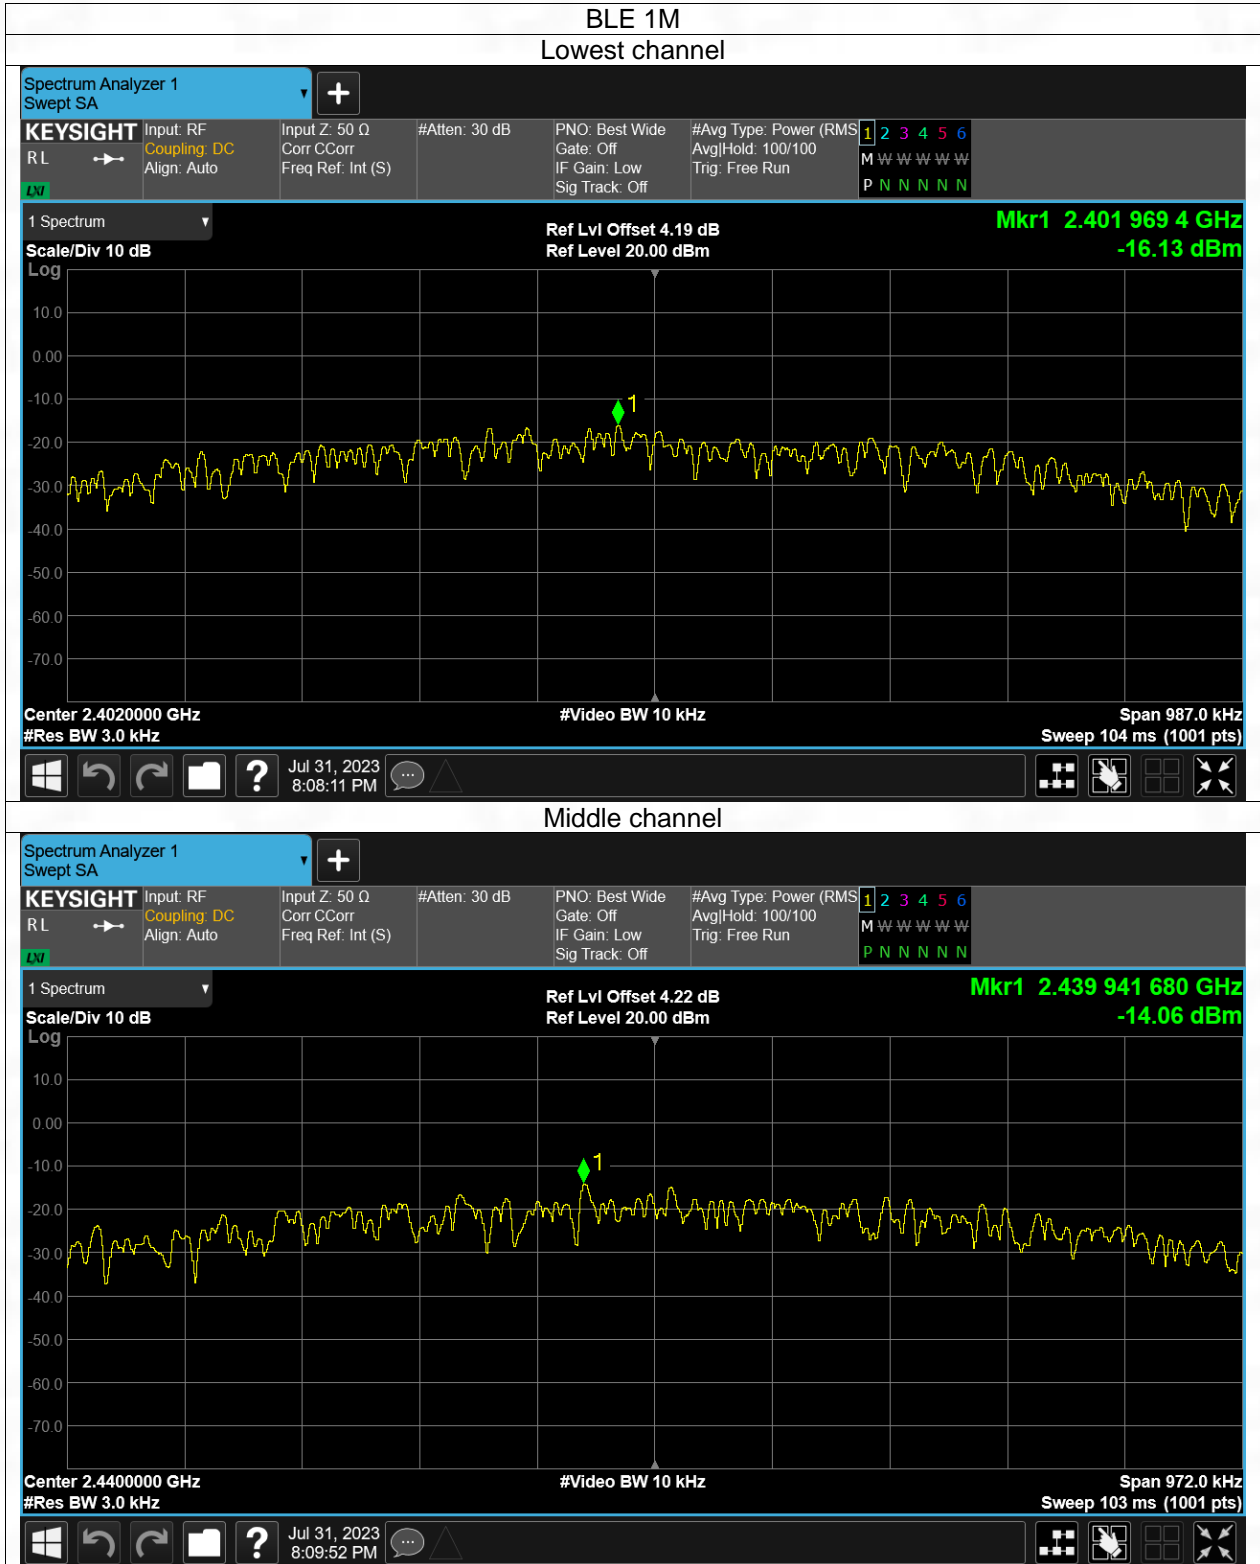 BLE 1M
Lowest channel
Spectrum Analyzer 1
Swept SA
KEYSIGHT Input: RF Input Z: 50 Ω #Atten: 30 dB PNO: Best Wide #Avg Type: Power (RMS 1 2 3 4 5 6
R L Coupling: DC Corr CCorr Gate: Off Avg|Hold: 100/100 M W W W W W
Align: Auto Freq Ref: Int (S) IF Gain: Low Trig: Free Run
LXI Sig Track: Off P N N N N N
1 Spectrum Ref Lvl Offset 4.19 dB Mkr1 2.401 969 4 GHz
Scale/Div 10 dB Ref Level 20.00 dBm -16.13 dBm
Log
10.0
0.00
-10.0
1
-20.0
-30.0
-40.0
-50.0
-60.0
-70.0
Center 2.4020000 GHz #Video BW 10 kHz Span 987.0 kHz
#Res BW 3.0 kHz Sweep 104 ms (1001 pts)
? Jul 31, 2023
8:08:11 PM
Middle channel
Spectrum Analyzer 1
Swept SA
KEYSIGHT Input: RF Input Z: 50 Ω #Atten: 30 dB PNO: Best Wide #Avg Type: Power (RMS 1 2 3 4 5 6
R L Coupling: DC Corr CCorr Gate: Off Avg|Hold: 100/100 M W W W W W
Align: Auto Freq Ref: Int (S) IF Gain: Low Trig: Free Run
LXI Sig Track: Off P N N N N N
1 Spectrum Ref Lvl Offset 4.22 dB Mkr1 2.439 941 680 GHz
Scale/Div 10 dB Ref Level 20.00 dBm -14.06 dBm
Log
10.0
0.00
-10.0
1
-20.0
-30.0
-40.0
-50.0
-60.0
-70.0
Center 2.4400000 GHz #Video BW 10 kHz Span 972.0 kHz
#Res BW 3.0 kHz Sweep 103 ms (1001 pts)
? Jul 31, 2023
8:09:52 PM